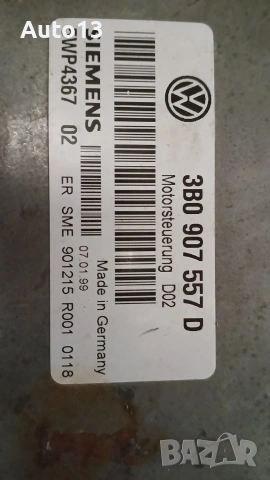 Auto13
VW
3B0 907 557 D
Motorsteuerung D02
Made in Germany
07.01.99
SIEMENS
5WP4367 02
ER SME 901215 R001 0118
BAZAR